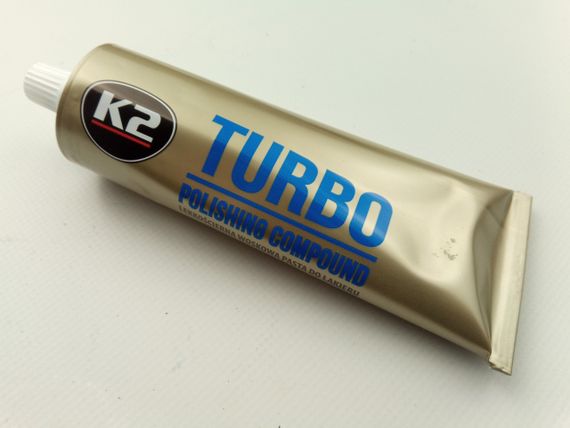 K2
TURBO
POLISHING COMPOUND
LEKKOŚCIERNA WOSKOWA PASTA DO LAKIERU